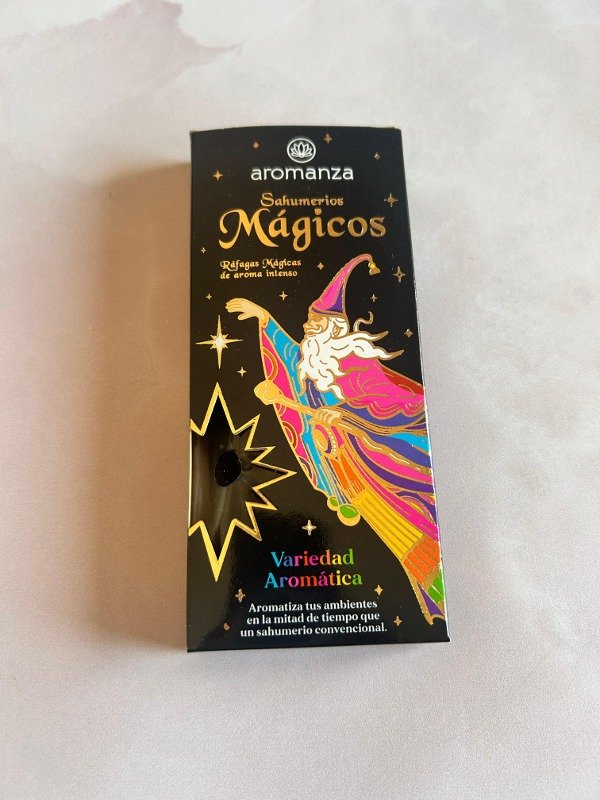 aromanza
Sahumerios
Mágicos
Ráfagas Mágicas
de aroma intenso
Variedad
Aromática
Aromatiza tus ambientes
en la mitad de tiempo que
un sahumerio convencional.